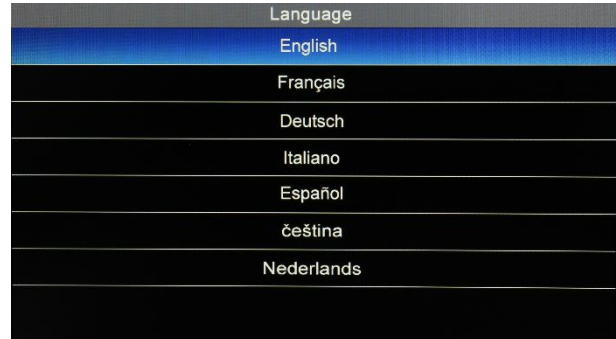 Language
English
Français
Deutsch
Italiano
Español
čeština
Nederlands